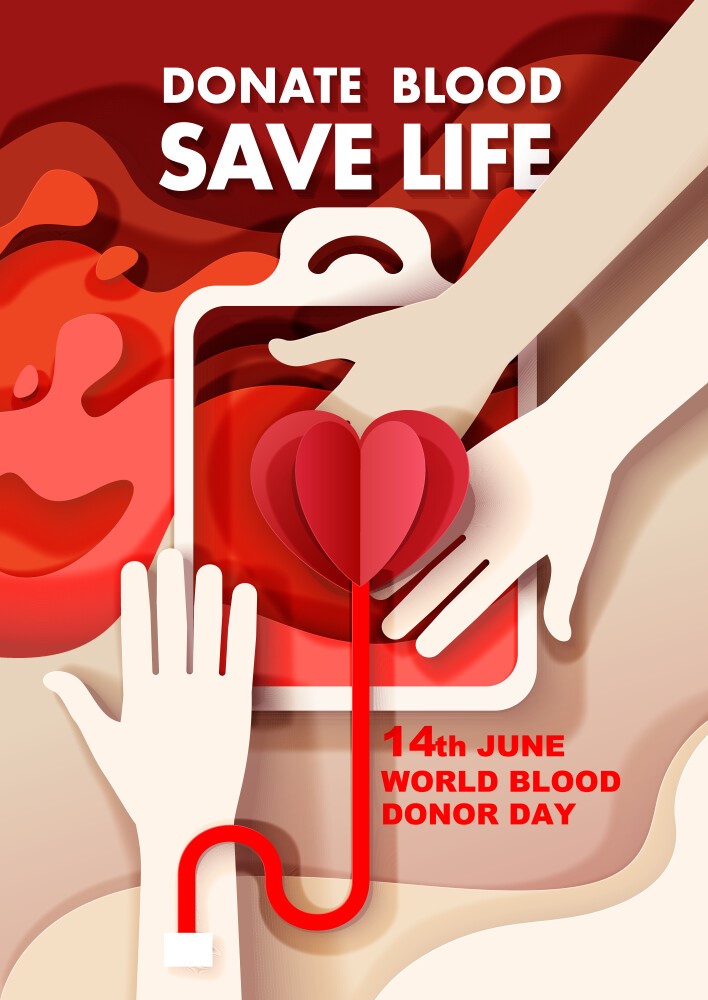 DONATE BLOOD
SAVE LIFE
14th JUNE
WORLD BLOOD
DONOR DAY